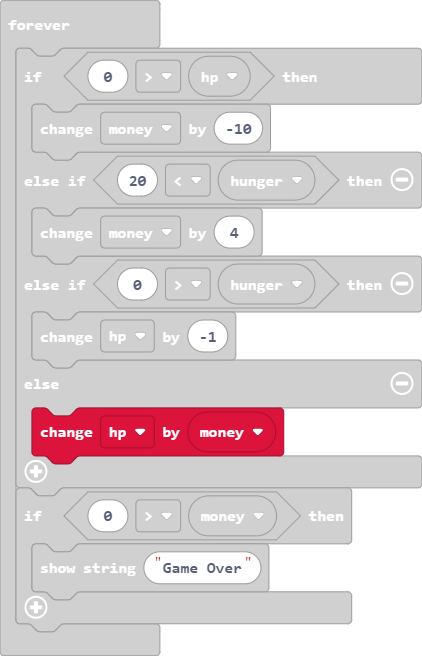 forever
if 0 > hp then
change money by -10
else if 20 < hunger then
change money by 4
else if 0 > hunger then
change hp by -1
else
change hp by money
if 0 > money then
show string "Game Over"